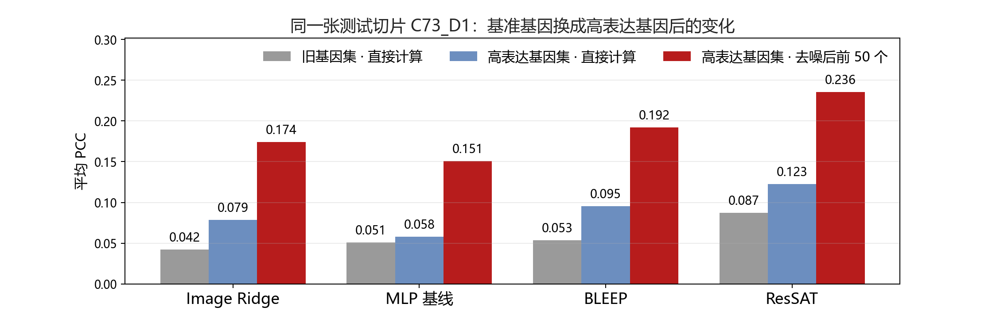 同一张测试切片 C73_D1：基准基因换成高表达基因后的变化
旧基因集 · 直接计算
高表达基因集 · 直接计算
高表达基因集 · 去噪后前 50 个
平均 PCC
0.30
0.25
0.20
0.15
0.10
0.05
0.00
0.042
0.079
0.174
0.051
0.058
0.151
0.053
0.095
0.192
0.087
0.123
0.236
Image Ridge
MLP 基线
BLEEP
ResSAT